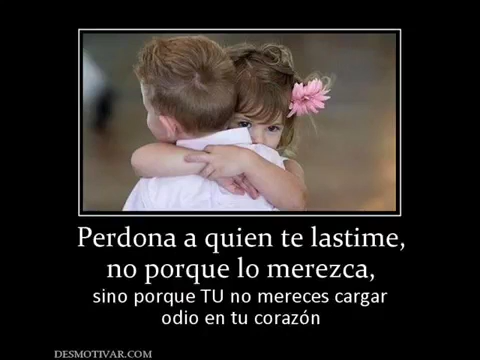 Perdona a quien te lastime,
no porque lo merezca,
sino porque TU no mereces cargar
odio en tu corazón
DESMOTIVAR.COM